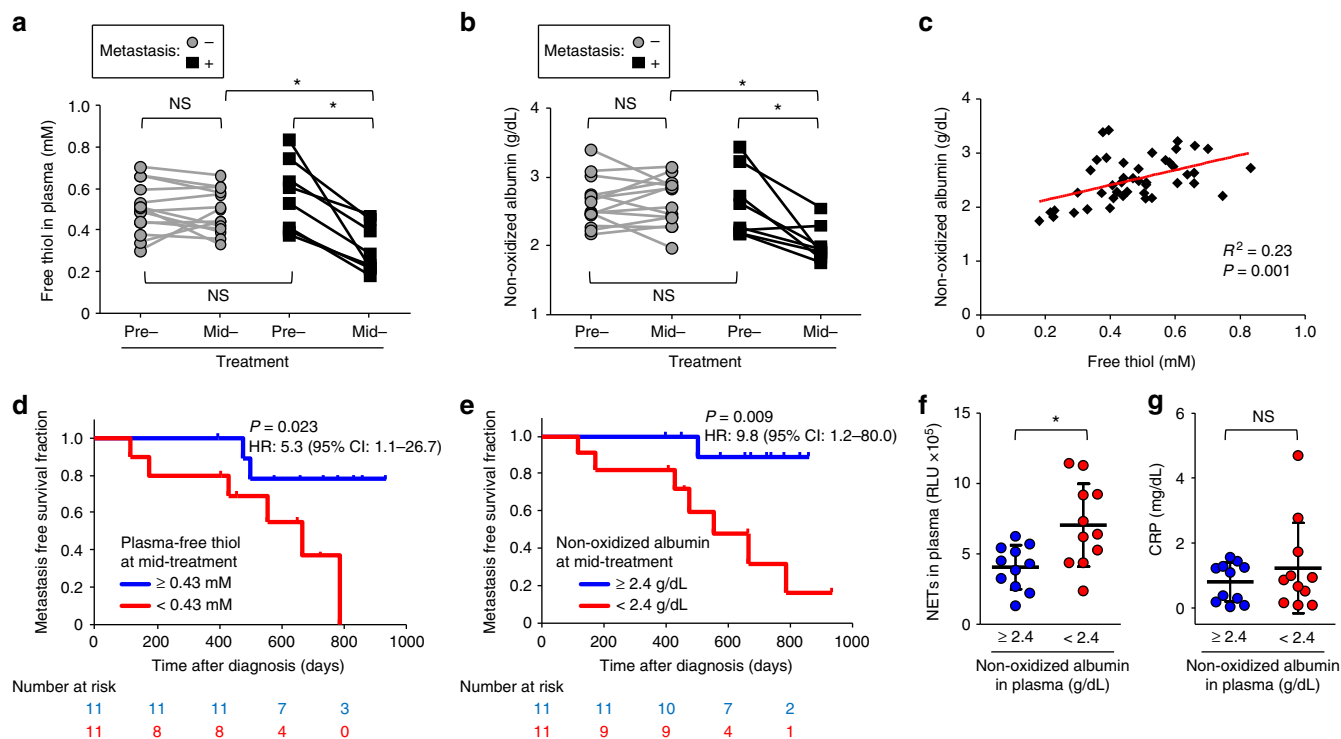 a
Metastasis:
–
+
Free thiol in plasma (mM)
1.0
0.8
0.6
0.4
0.2
0
NS
*
*
NS
Pre–
Mid–
Pre–
Mid–
Treatment
b
Metastasis:
–
+
Non-oxidized albumin (g/dL)
4
3
2
1
NS
*
*
NS
Pre–
Mid–
Pre–
Mid–
Treatment
c
Non-oxidized albumin (g/dL)
4
3
2
1
0
R² = 0.23
P = 0.001
0
0.2
0.4
0.6
0.8
1.0
Free thiol (mM)
d
Metastasis free survival fraction
1.0
0.8
0.6
0.4
0.2
0
P = 0.023
HR: 5.3 (95% CI: 1.1–26.7)
Plasma-free thiol
at mid-treatment
≥ 0.43 mM
< 0.43 mM
0 200 400 600 800 1000
Time after diagnosis (days)
Number at risk
11 11 11 7 3
11 8 8 4 0
e
Metastasis free survival fraction
1.0
0.8
0.6
0.4
0.2
0
P = 0.009
HR: 9.8 (95% CI: 1.2–80.0)
Non-oxidized albumin
at mid-treatment
≥ 2.4 g/dL
< 2.4 g/dL
0 200 400 600 800 1000
Time after diagnosis (days)
Number at risk
11 11 10 7 2
11 9 9 4 1
f
NETs in plasma (RLU ×10⁵)
15
10
5
0
*
≥ 2.4
< 2.4
Non-oxidized albumin
in plasma (g/dL)
g
CRP (mg/dL)
6
4
2
0
NS
≥ 2.4
< 2.4
Non-oxidized albumin
in plasma (g/dL)